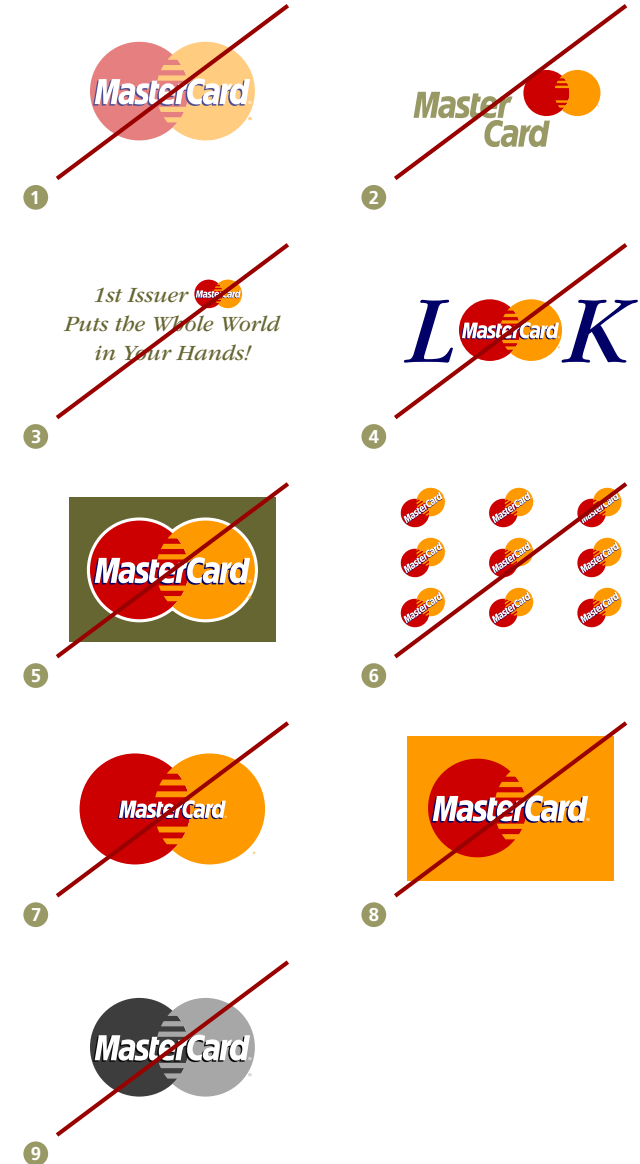 MasterCard
1
Master
Card
2
1st Issuer MasterCard
Puts the Whole World
in Your Hands!
3
L MasterCard K
4
MasterCard
5
MasterCard MasterCard MasterCard
MasterCard MasterCard MasterCard
MasterCard MasterCard MasterCard
6
MasterCard
7
MasterCard
8
MasterCard
9